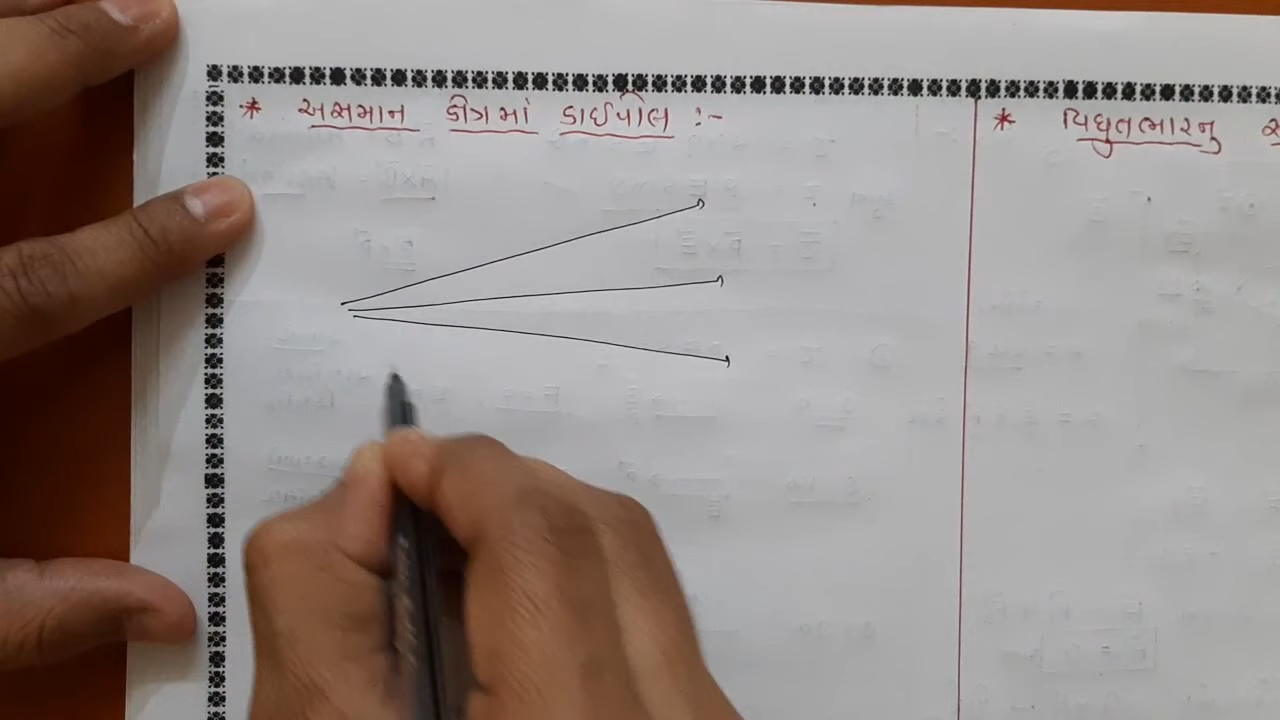 * અસમાન ક્ષેત્રમાં ડાઈપોલ :-
* વિદ્યુતભારનુ